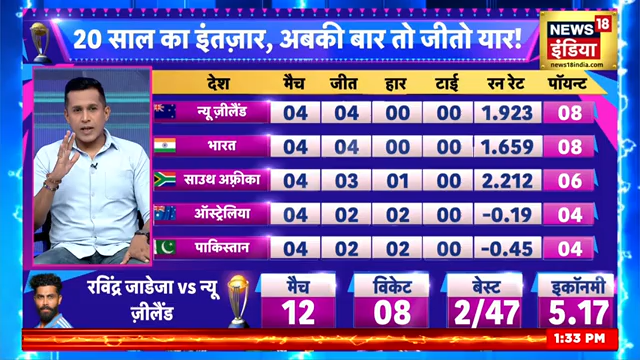 20 साल का इंतज़ार, अबकी बार तो जीतो यार!
NEWS 18
इंडिया
news18india.com
देश मैच जीत हार टाई रन रेट पॉयन्ट
न्यू ज़ीलैंड 04 04 00 00 1.923 08
भारत 04 04 00 00 1.659 08
साउथ अफ़्रीका 04 03 01 00 2.212 06
ऑस्ट्रेलिया 04 02 02 00 -0.19 04
पाकिस्तान 04 02 02 00 -0.45 04
रविंद्र जाडेजा vs न्यू
ज़ीलैंड
मैच विकेट बेस्ट इकॉनमी
12 08 2/47 5.17
1:33 PM